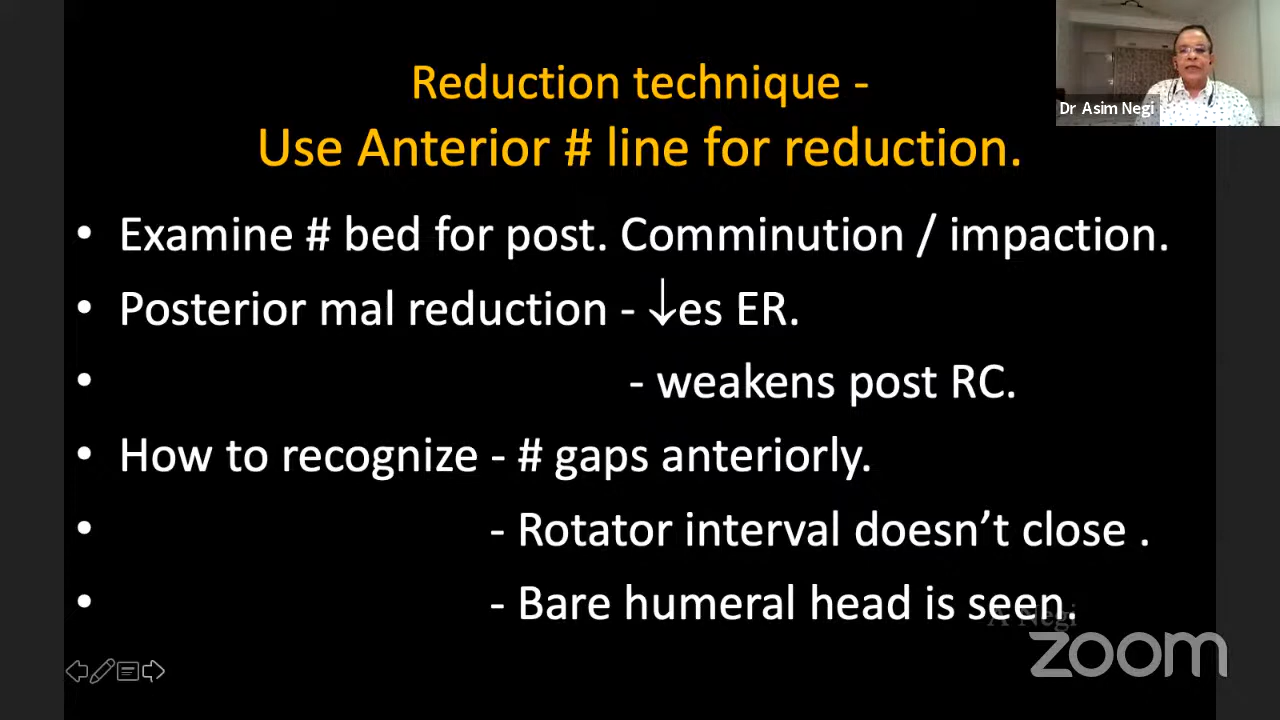 Reduction technique -
Use Anterior # line for reduction.
Dr Asim Negi
• Examine # bed for post. Comminution / impaction.
• Posterior mal reduction - ↓es ER.
• - weakens post RC.
• How to recognize - # gaps anteriorly.
• - Rotator interval doesn’t close .
• - Bare humeral head is seen.
A Negi
zoom